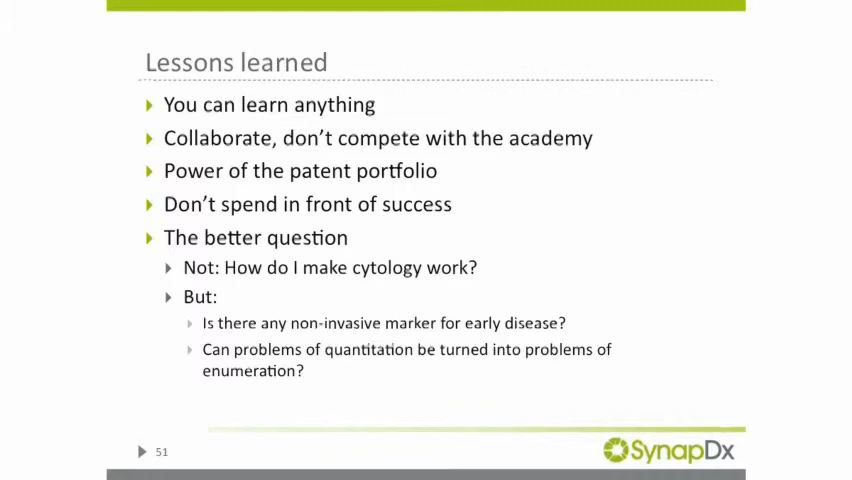 Lessons learned
You can learn anything
Collaborate, don't compete with the academy
Power of the patent portfolio
Don't spend in front of success
The better question
Not: How do I make cytology work?
But:
Is there any non-invasive marker for early disease?
Can problems of quantitation be turned into problems of
enumeration?
51
SynapDx